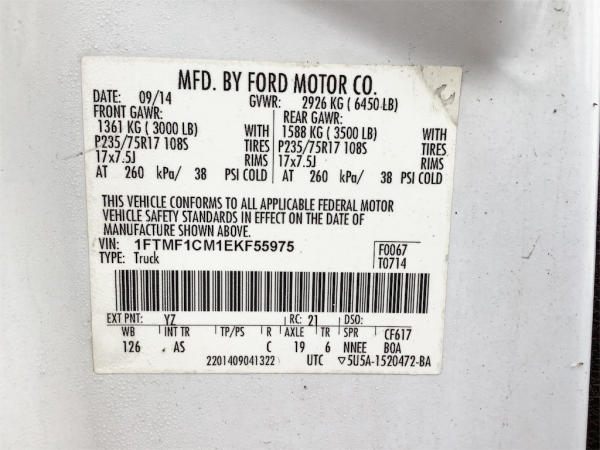 MFD. BY FORD MOTOR CO.
DATE: 09/14 GVWR: 2926 KG ( 6450 LB)
FRONT GAWR: REAR GAWR:
1361 KG ( 3000 LB) WITH 1588 KG ( 3500 LB) WITH
P235/75R17 108S TIRES P235/75R17 108S TIRES
17x7.5J RIMS 17x7.5J RIMS
AT 260 kPa/ 38 PSI COLD AT 260 kPa/ 38 PSI COLD
THIS VEHICLE CONFORMS TO ALL APPLICABLE FEDERAL MOTOR
VEHICLE SAFETY STANDARDS IN EFFECT ON THE DATE OF
MANUFACTURE SHOWN ABOVE.
VIN: 1FTMF1CM1EKF55975 F0067
TYPE: Truck T0714
EXT PNT: YZ RC: 21 DSO:
WB INT TR TP/PS R AXLE TR SPR CF617
126 AS C 19 6 NNEE BOA
2201409041322 UTC ▽5U5A-1520472-BA